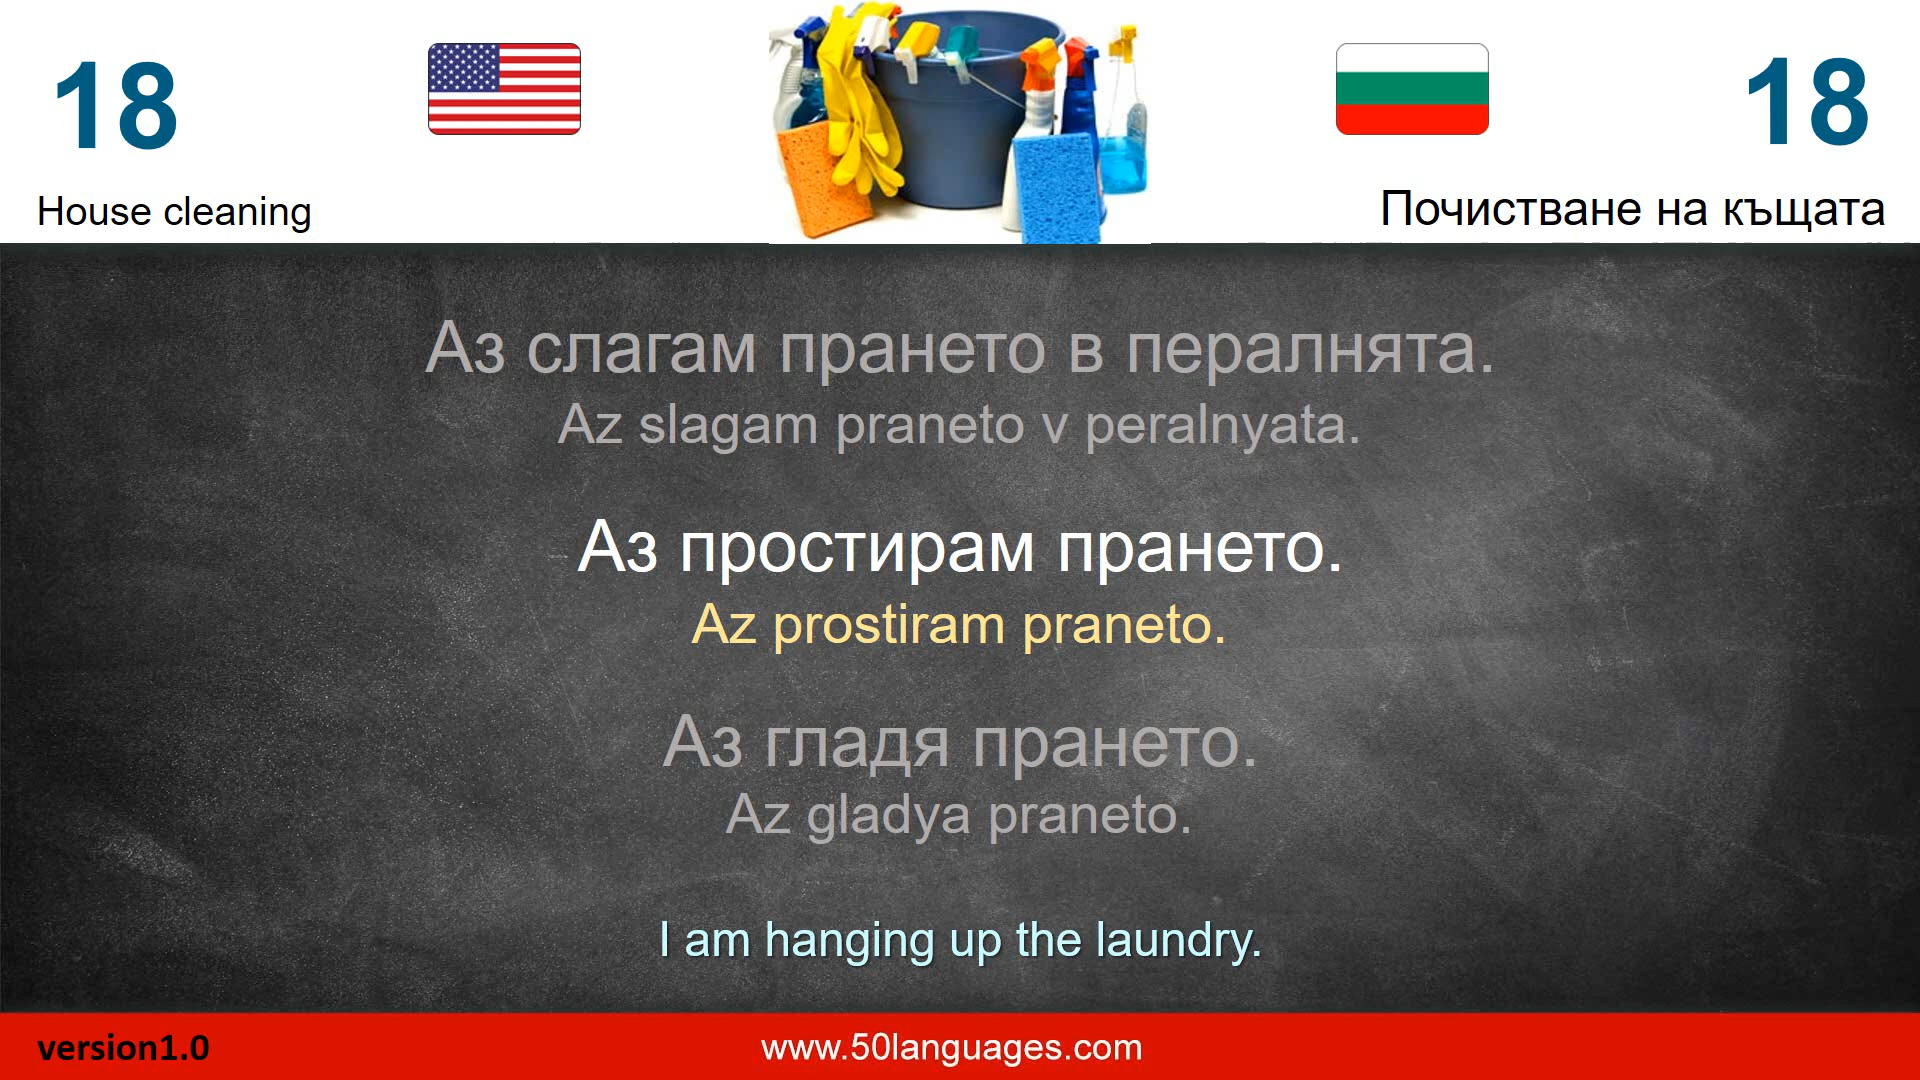 18
18
House cleaning
Почистване на къщата
Аз слагам прането в пералнята.
Az slagam praneto v peralnyata.
Аз простирам прането.
Az prostiram praneto.
Аз гладя прането.
Az gladya praneto.
I am hanging up the laundry.
version1.0
www.50languages.com